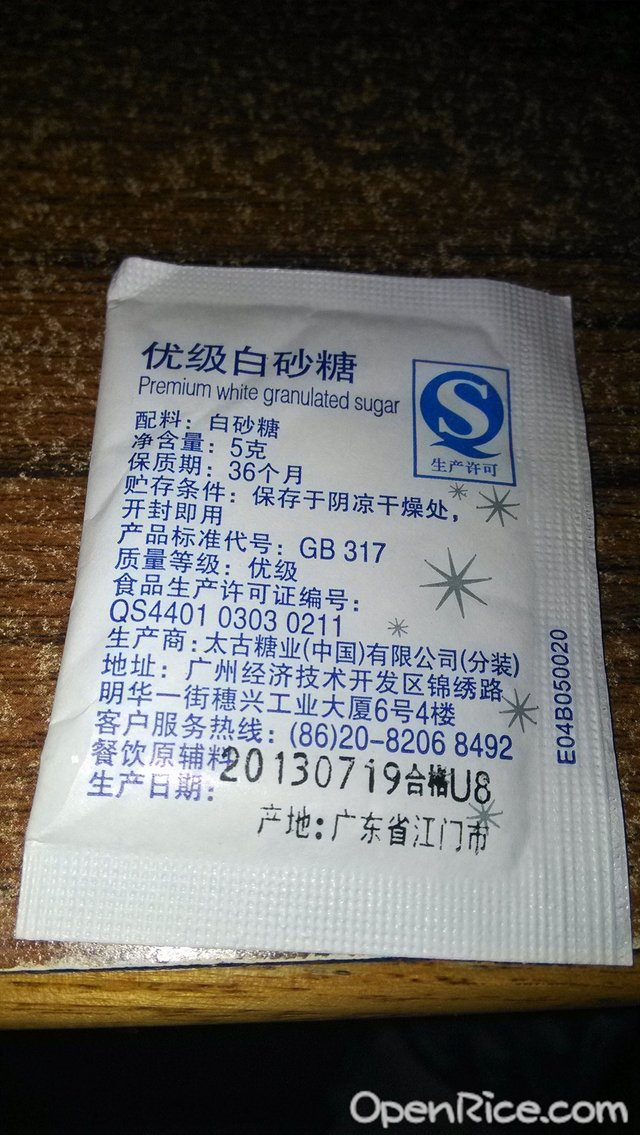 优级白砂糖
Premium white granulated sugar
S
生产许可
配料：白砂糖
净含量：5克
保质期：36个月
贮存条件：保存于阴凉干燥处，
开封即用
产品标准代号：GB 317
质量等级：优级
食品生产许可证编号：
QS4401 0303 0211
生产商：太古糖业(中国)有限公司(分装)
地址：广州经济技术开发区锦绣路
明华一街穗兴工业大厦6号4楼
客户服务热线：(86)20-8206 8492
餐饮原辅料
生产日期：20130719合格U8
产地：广东省江门市
E04B050020
OpenRice.com